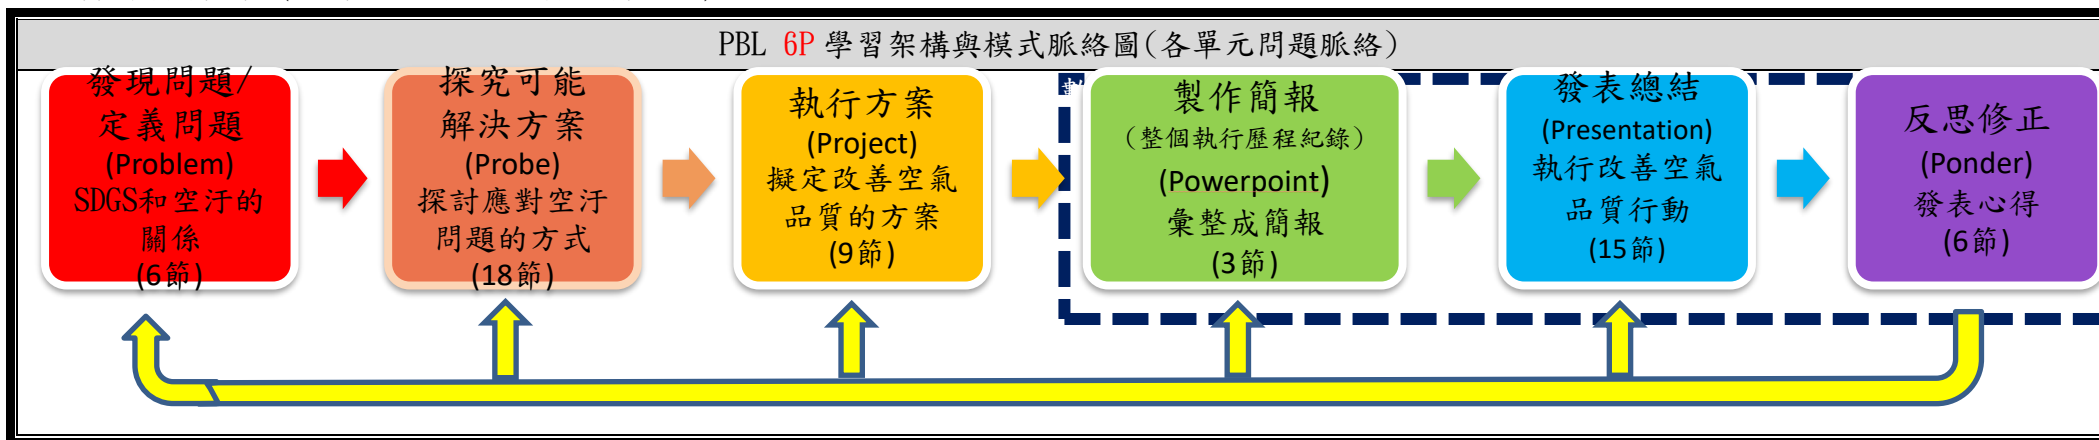 PBL 6P 學習架構與模式脈絡圖(各單元問題脈絡)
發現問題/
定義問題
(Problem)
SDGS和空汙的
關係
(6節)
探究可能
解決方案
(Probe)
探討應對空汙
問題的方式
(18節)
執行方案
(Project)
擬定改善空氣
品質的方案
(9節)
製作簡報
(整個執行歷程紀錄)
(Powerpoint)
彙整成簡報
(3節)
發表總結
(Presentation)
執行改善空氣
品質行動
(15節)
反思修正
(Ponder)
發表心得
(6節)